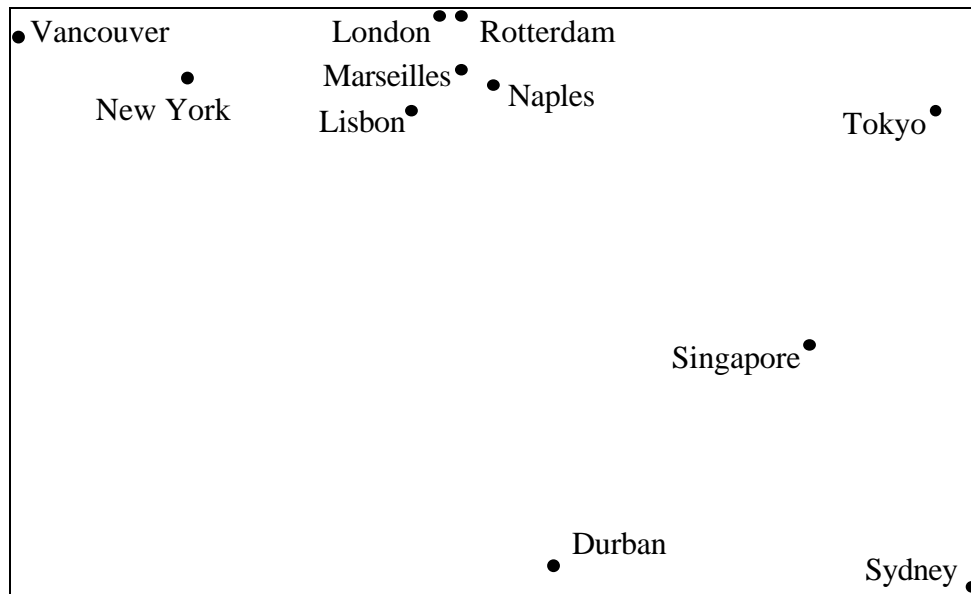 Vancouver
London
Rotterdam
Marseilles
Naples
New York
Lisbon
Tokyo
Singapore
Durban
Sydney